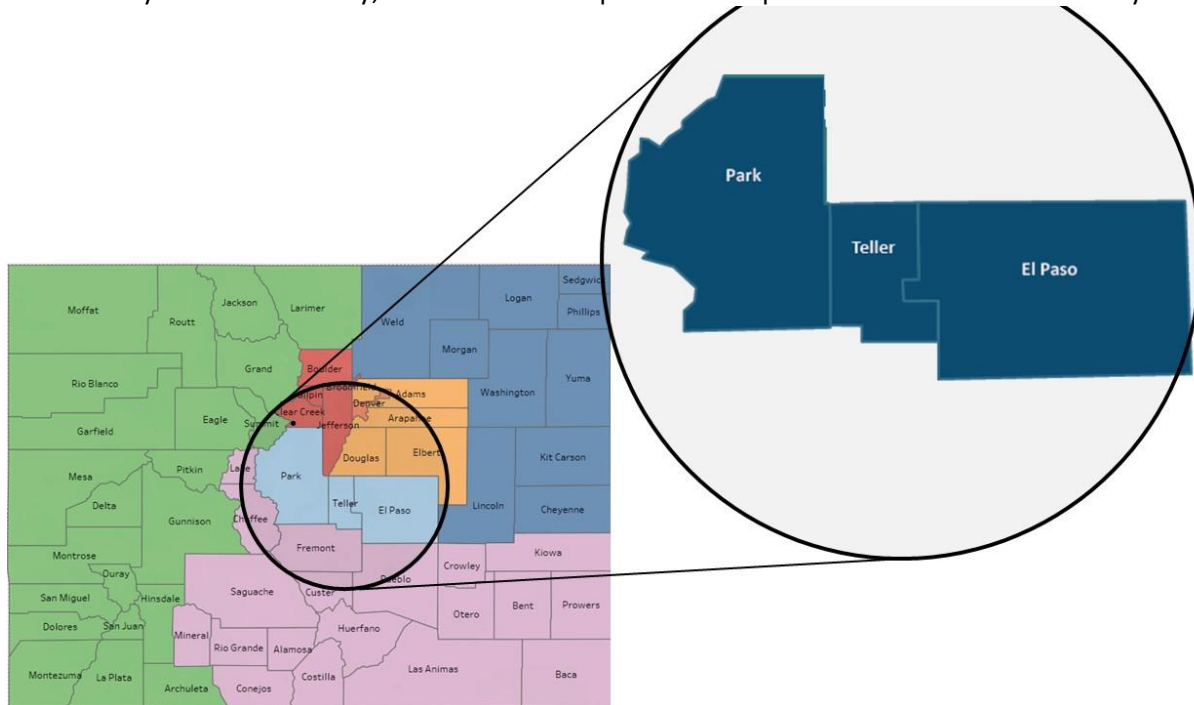 Park
Teller
El Paso
Sedgwic
Jackson
Logan
Larimer
Moffat
Phillips
Routt
Weld
Morgan
Grand
Boulder
Yuma
Rio Blanco
Washington
Adams
Denver
Clear Creek
Eagle
Arapahoe
Summit
Jefferson
Garfield
Elbert
Kit Carson
Douglas
Pitkin
Lake
Mesa
Park
Teller
Delta
Lincoln
Cheyenne
El Paso
Chaffee
Gunnison
Fremont
Kiowa
Montrose
Crowley
Ouray
Pueblo
Saguache
Custer
San Miguel
Hinsdale
Bent
Prowers
Otero
Dolores
San Juan
Huerfano
Mineral
Rio Grande
Alamosa
Las Animas
Montezuma
La Plata
Costilla
Baca
Archuleta
Conejos